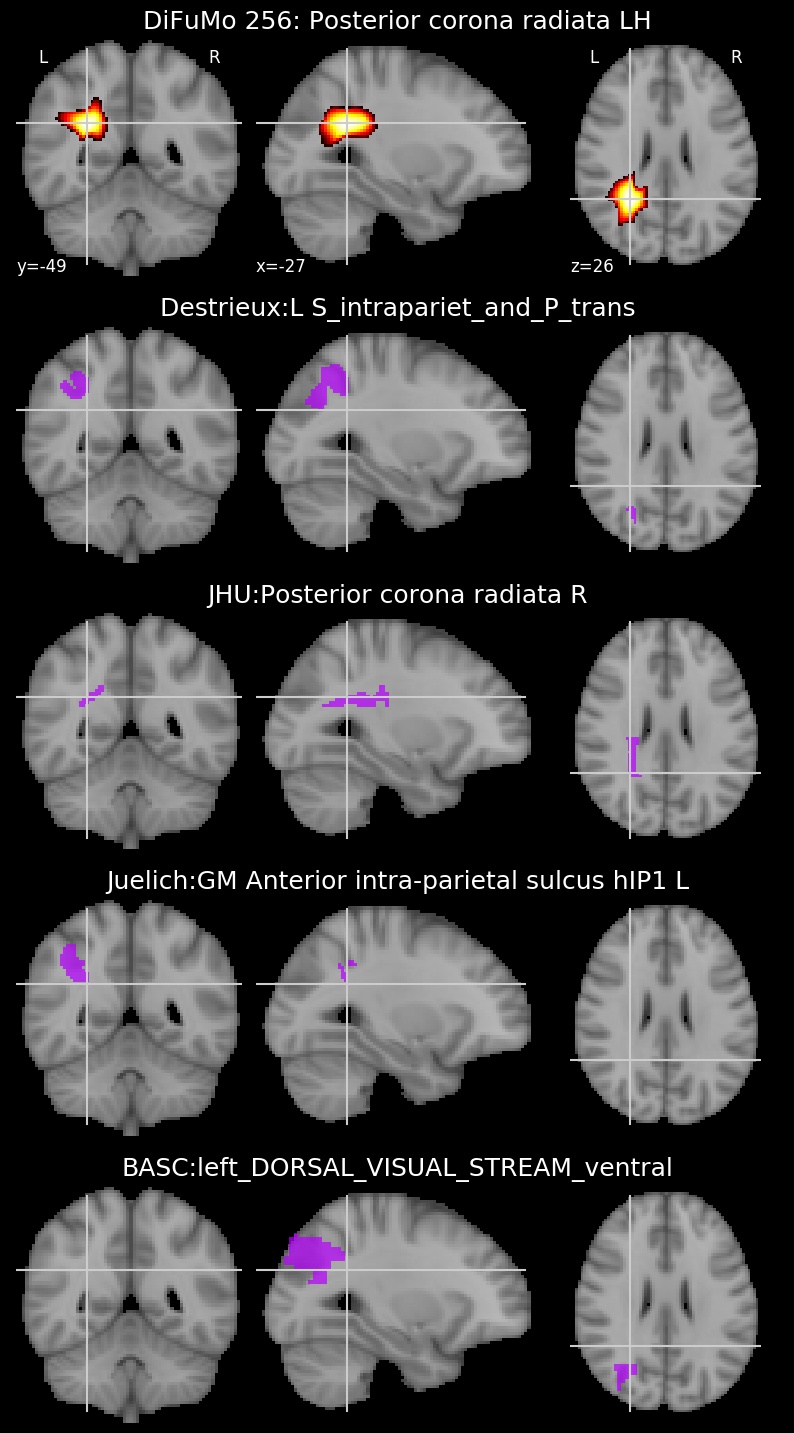 DiFuMo 256: Posterior corona radiata LH
L R L R
y=-49 x=-27 z=26
Destrieux:L S_intrapariet_and_P_trans
JHU:Posterior corona radiata R
Juelich:GM Anterior intra-parietal sulcus hIP1 L
BASC:left_DORSAL_VISUAL_STREAM_ventral